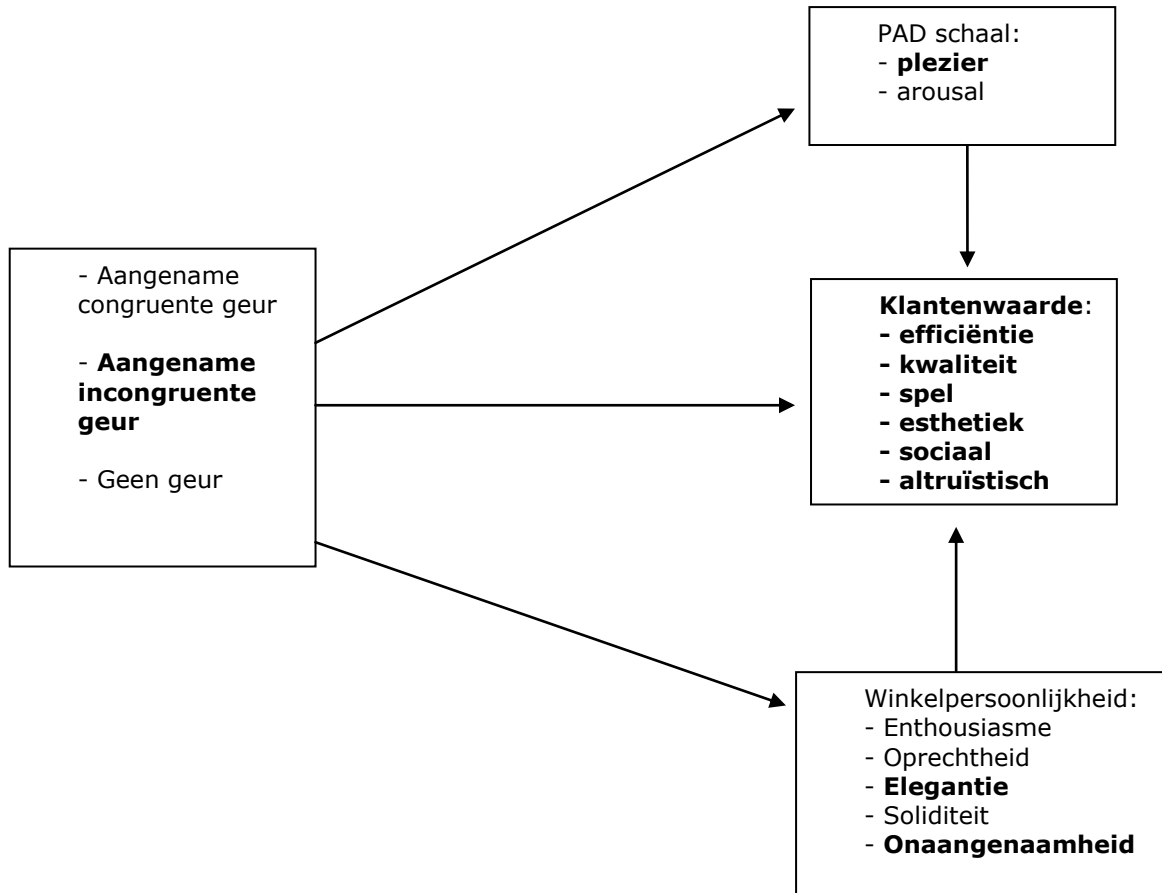 PAD schaal:
- plezier
- arousal
- Aangename
congruente geur
- Aangename
incongruente
geur
- Geen geur
Klantenwaarde:
- efficiëntie
- kwaliteit
- spel
- esthetiek
- sociaal
- altruïstisch
Winkelpersoonlijkheid:
- Enthousiasme
- Oprechtheid
- Elegantie
- Soliditeit
- Onaangenaamheid